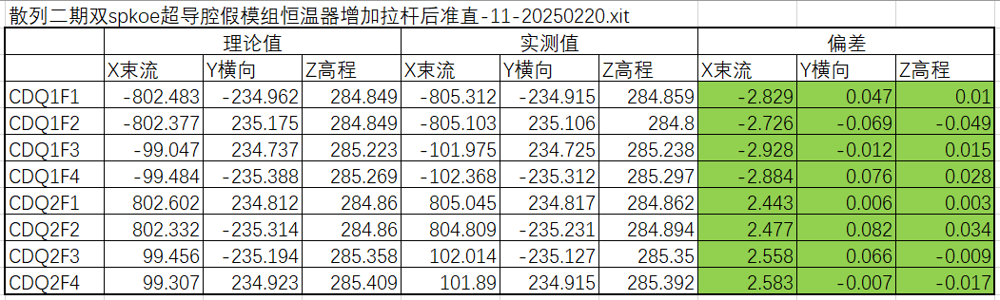 散列二期双spkoe超导腔假模组恒温器增加拉杆后准直-11-20250220.xit
理论值 实测值 偏差
X束流 Y横向 Z高程 X束流 Y横向 Z高程 X束流 Y横向 Z高程
CDQ1F1 -802.483 -234.962 284.849 -805.312 -234.915 284.859 -2.829 0.047 0.01
CDQ1F2 -802.377 235.175 284.849 -805.103 235.106 284.8 -2.726 -0.069 -0.049
CDQ1F3 -99.047 234.737 285.223 -101.975 234.725 285.238 -2.928 -0.012 0.015
CDQ1F4 -99.484 -235.388 285.269 -102.368 -235.312 285.297 -2.884 0.076 0.028
CDQ2F1 802.602 234.812 284.86 805.045 234.817 284.862 2.443 0.006 0.003
CDQ2F2 802.332 -235.314 284.86 804.809 -235.231 284.894 2.477 0.082 0.034
CDQ2F3 99.456 -235.194 285.358 102.014 -235.127 285.35 2.558 0.066 -0.009
CDQ2F4 99.307 234.923 285.409 101.89 234.915 285.392 2.583 -0.007 -0.017